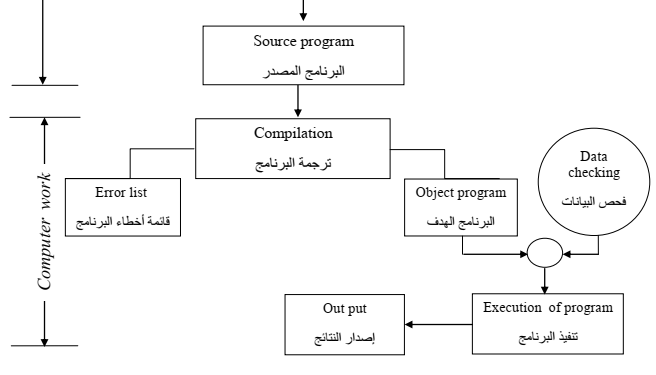 Source program
البرنامج المصدر
Compilation
ترجمة البرنامج
Error list
قائمة أخطاء البرنامج
Object program
البرنامج الهدف
Data
checking
فحص البيانات
Computer work
Execution of program
تنفيذ البرنامج
Out put
إصدار النتائج